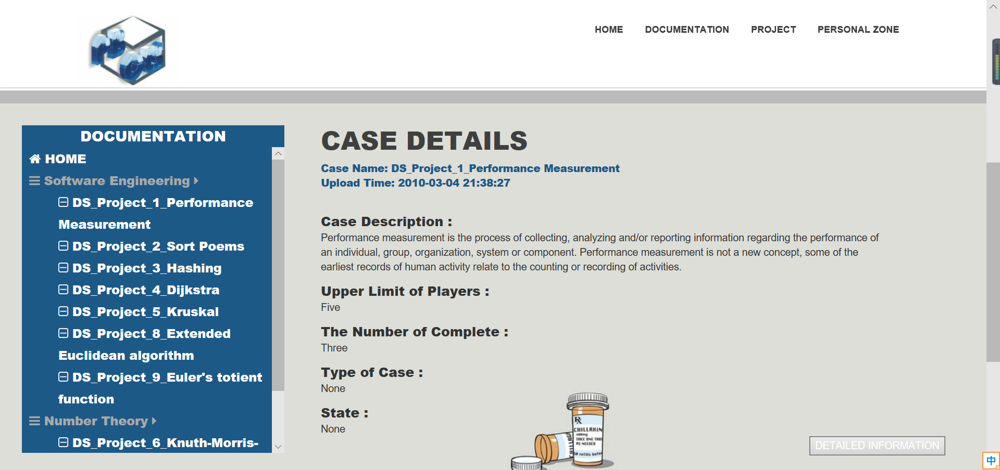 HOME DOCUMENTATION PROJECT PERSONAL ZONE
DOCUMENTATION
HOME
Software Engineering
DS_Project_1_Performance
Measurement
DS_Project_2_Sort Poems
DS_Project_3_Hashing
DS_Project_4_Dijkstra
DS_Project_5_Kruskal
DS_Project_8_Extended
Euclidean algorithm
DS_Project_9_Euler's totient
function
Number Theory
DS_Project_6_Knuth-Morris-
CASE DETAILS
Case Name: DS_Project_1_Performance Measurement
Upload Time: 2010-03-04 21:38:27
Case Description :
Performance measurement is the process of collecting, analyzing and/or reporting information regarding the performance of
an individual, group, organization, system or component. Performance measurement is not a new concept, some of the
earliest records of human activity relate to the counting or recording of activities.
Upper Limit of Players :
Five
The Number of Complete :
Three
Type of Case :
None
State :
None
Rx
CHILLAXIN
TAKE ONE TAB
AS NEEDED
50 refills befor
DETAILED INFORMATION
中